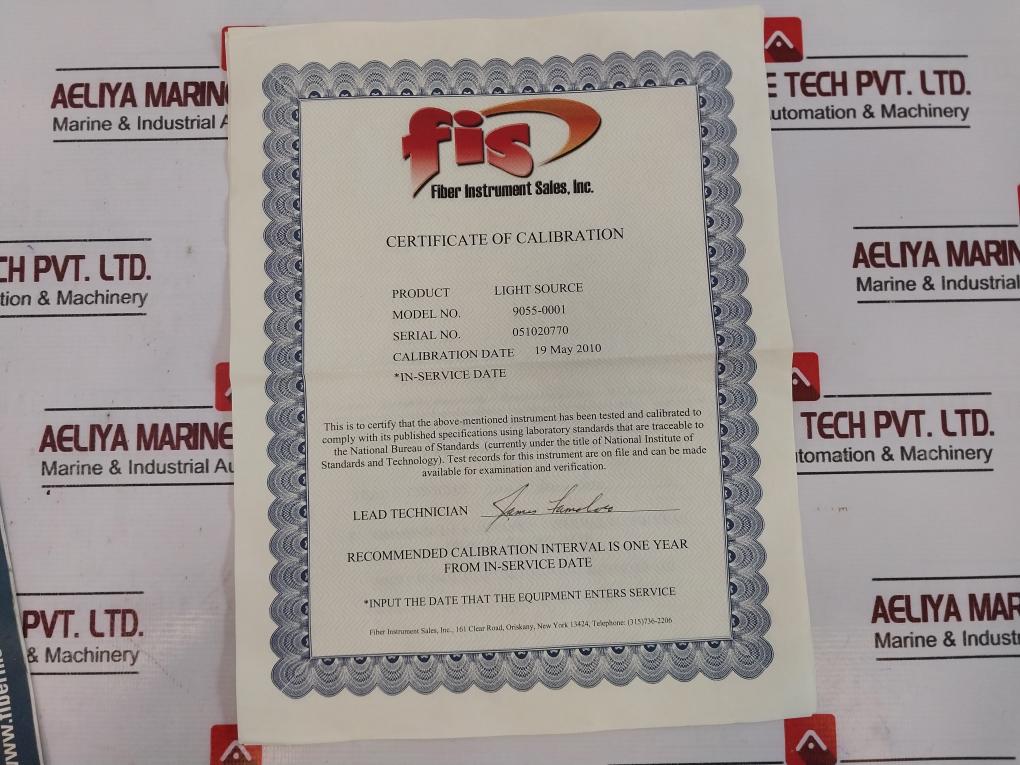 AELIYA MARINE
Marine & Industrial A
E TECH PVT. LTD.
utomation & Machinery
CH PVT. LTD.
tion & Machinery
AELIYA MARIN
Marine & Industrial
AELIYA MARINE
Marine & Industrial Au
TECH PVT. LTD.
tomation & Machinery
PVT. LTD.
& Machinery
AELIYA MAR
Marine & Indust
www.fiberin
fis
Fiber Instrument Sales, Inc.
CERTIFICATE OF CALIBRATION
PRODUCT LIGHT SOURCE
MODEL NO. 9055-0001
SERIAL NO. 051020770
CALIBRATION DATE 19 May 2010
*IN-SERVICE DATE
This is to certify that the above-mentioned instrument has been tested and calibrated to
comply with its published specifications using laboratory standards that are traceable to
the National Bureau of Standards (currently under the title of National Institute of
Standards and Technology). Test records for this instrument are on file and can be made
available for examination and verification.
LEAD TECHNICIAN James
RECOMMENDED CALIBRATION INTERVAL IS ONE YEAR
FROM IN-SERVICE DATE
*INPUT THE DATE THAT THE EQUIPMENT ENTERS SERVICE
Fiber Instrument Sales, Inc., 161 Clear Road, Oriskany, New York 13424, Telephone: (315)736-2206